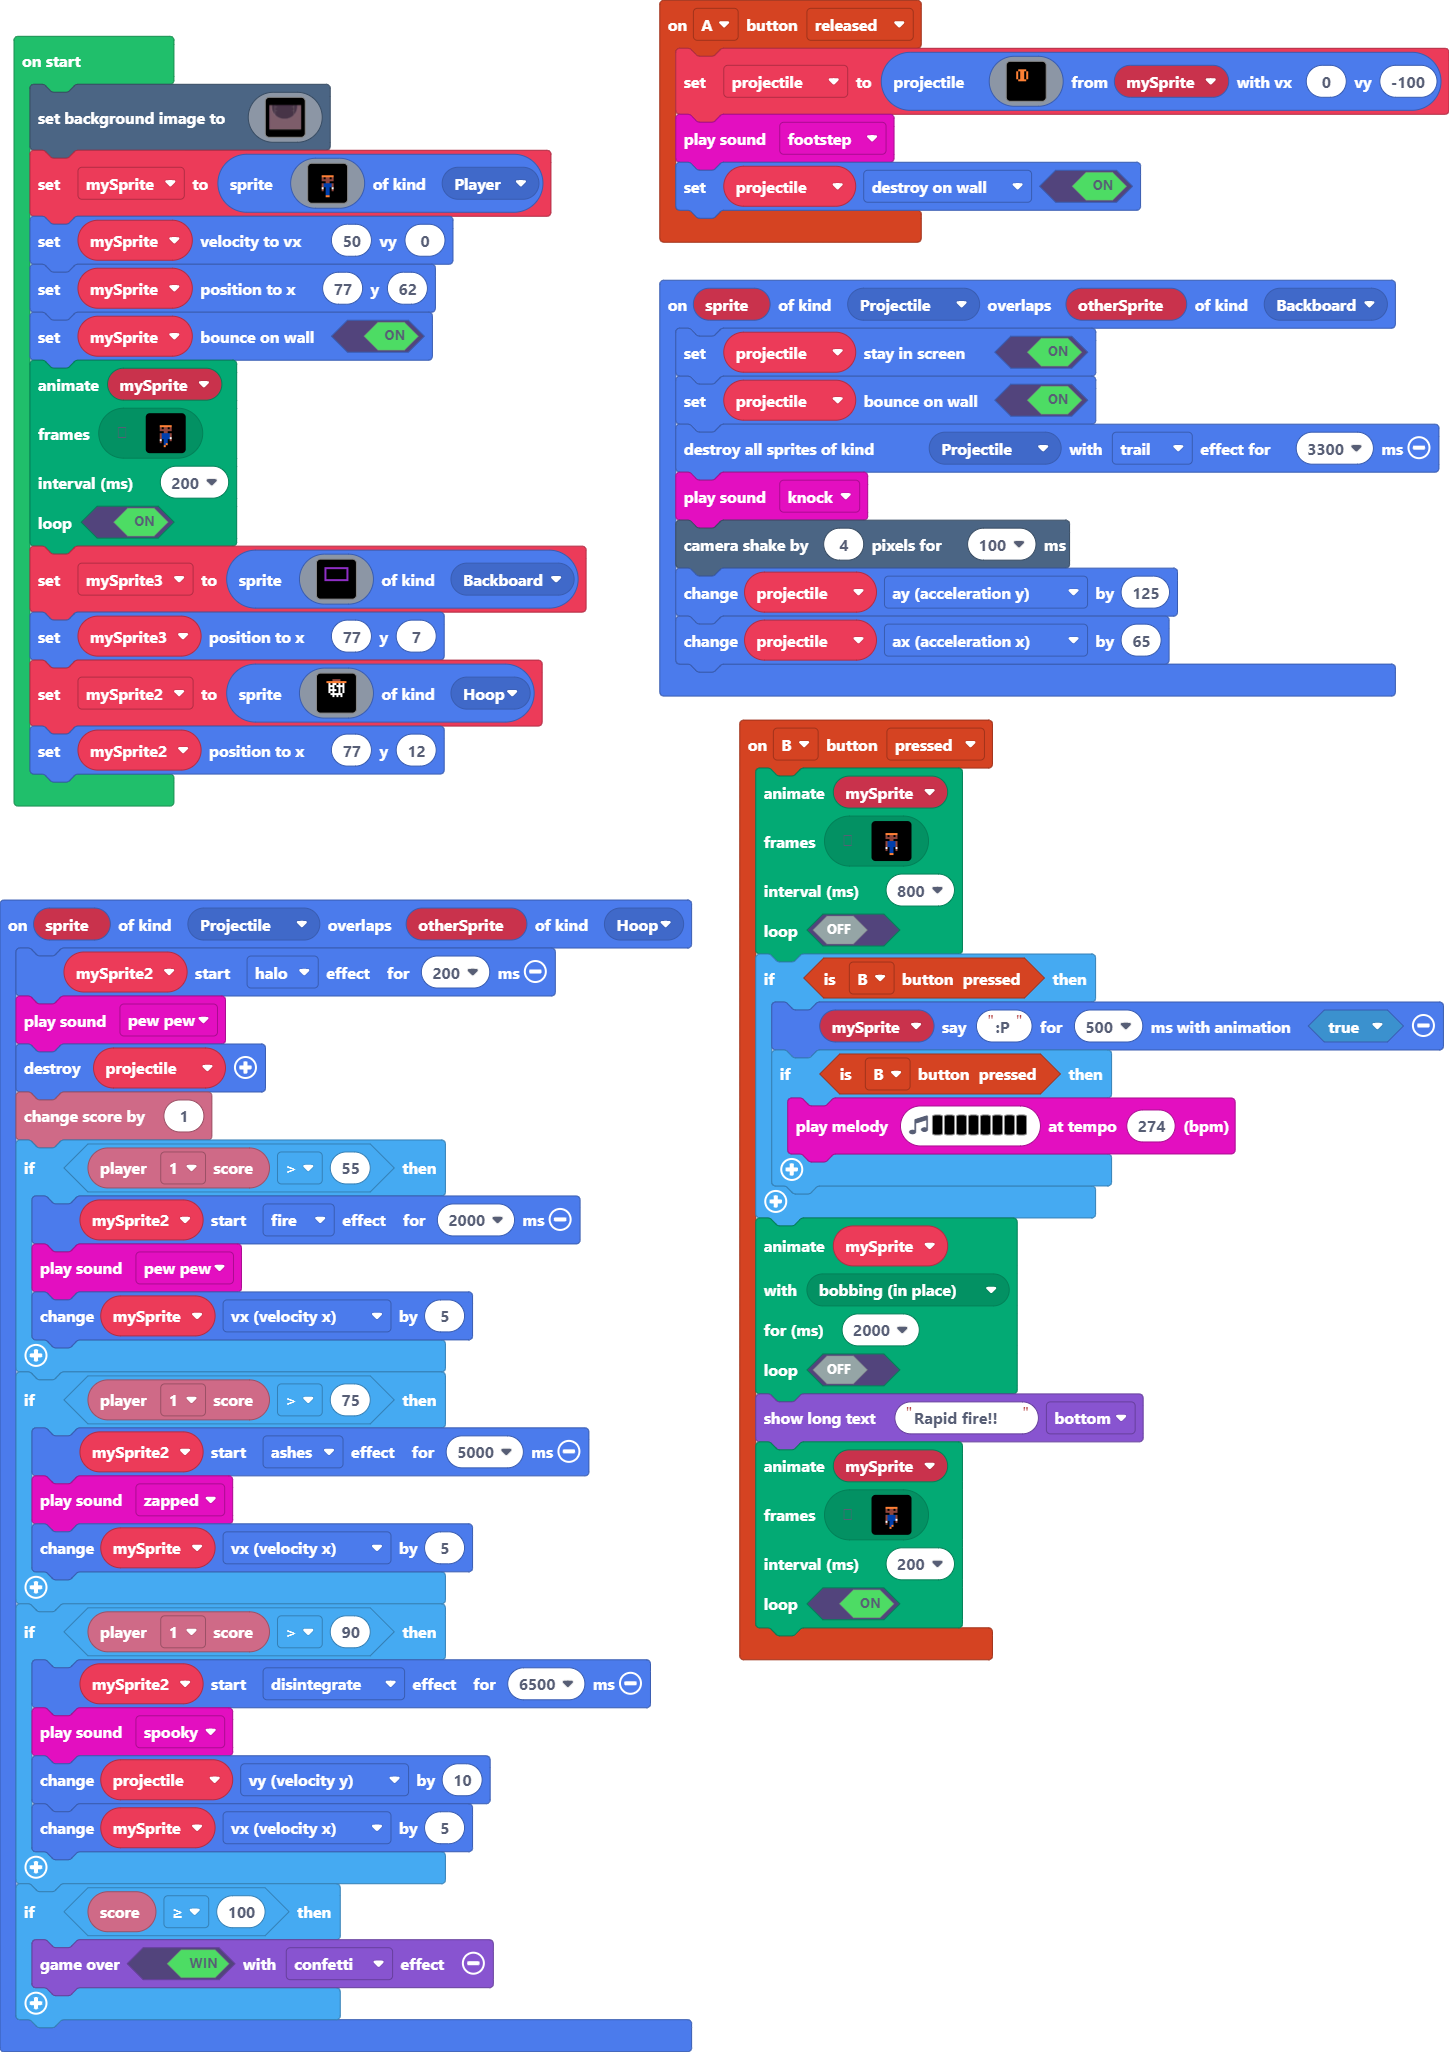 on start
set background image to
set mySprite to sprite of kind Player
set mySprite velocity to vx 50 vy 0
set mySprite position to x 77 y 62
set mySprite bounce on wall ON
animate mySprite
frames
interval (ms) 200
loop ON
set mySprite3 to sprite of kind Backboard
set mySprite3 position to x 77 y 7
set mySprite2 to sprite of kind Hoop
set mySprite2 position to x 77 y 12
on A button released
set projectile to projectile from mySprite with vx 0 vy -100
play sound footstep
set projectile destroy on wall ON
on sprite of kind Projectile overlaps otherSprite of kind Backboard
set projectile stay in screen ON
set projectile bounce on wall ON
destroy all sprites of kind Projectile with trail effect for 3300 ms
play sound knock
camera shake by 4 pixels for 100 ms
change projectile ay (acceleration y) by 125
change projectile ax (acceleration x) by 65
on B button pressed
animate mySprite
frames
interval (ms) 800
loop OFF
if is B button pressed then
mySprite say ":P" for 500 ms with animation true
if is B button pressed then
play melody at tempo 274 (bpm)
animate mySprite
with bobbing (in place)
for (ms) 2000
loop OFF
show long text "Rapid fire!!" bottom
animate mySprite
frames
interval (ms) 200
loop ON
on sprite of kind Projectile overlaps otherSprite of kind Hoop
mySprite2 start halo effect for 200 ms
play sound pew pew
destroy projectile
change score by 1
if player 1 score > 55 then
mySprite2 start fire effect for 2000 ms
play sound pew pew
change mySprite vx (velocity x) by 5
if player 1 score > 75 then
mySprite2 start ashes effect for 5000 ms
play sound zapped
change mySprite vx (velocity x) by 5
if player 1 score > 90 then
mySprite2 start disintegrate effect for 6500 ms
play sound spooky
change projectile vy (velocity y) by 10
change mySprite vx (velocity x) by 5
if score ≥ 100 then
game over WIN with confetti effect